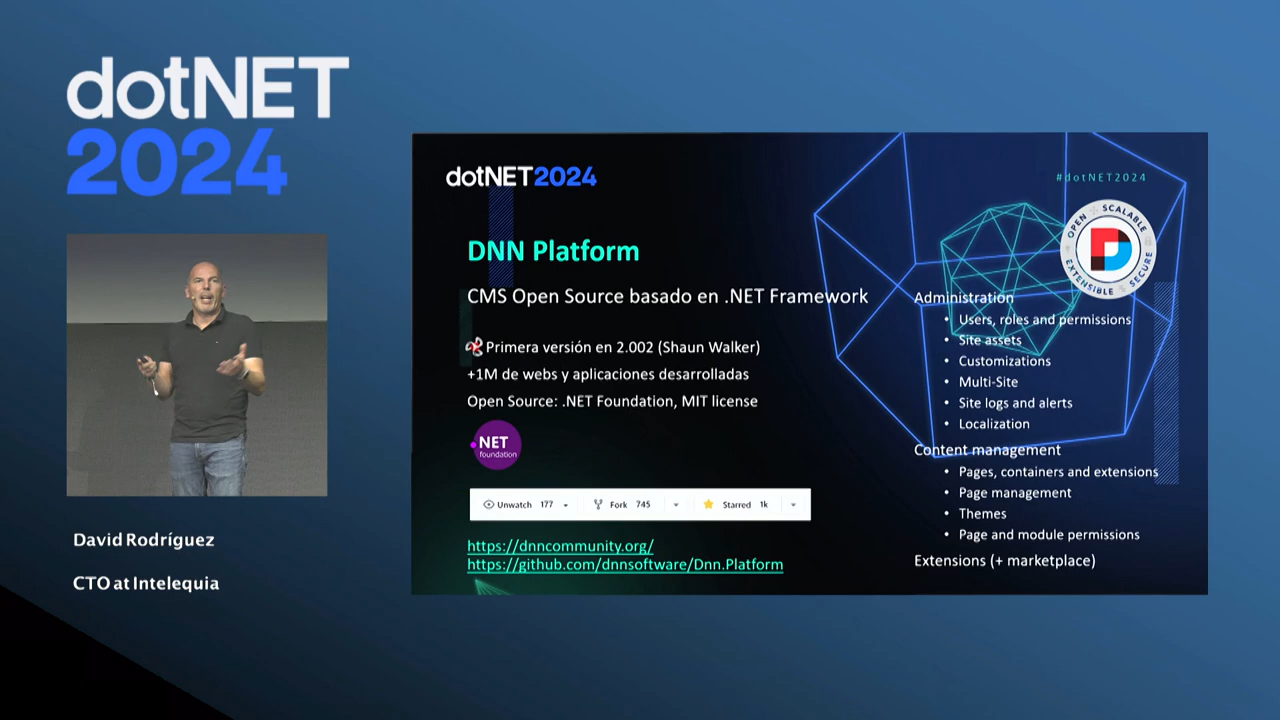 dotNET
2024
David Rodríguez
CTO at Intelequia
dotNET2024
#dotNET2024
OPEN SCALABLE
EXTENSIBLE SECURE
DNN Platform
CMS Open Source basado en .NET Framework
Primera versión en 2.002 (Shaun Walker)
+1M de webs y aplicaciones desarrolladas
Open Source: .NET Foundation, MIT license
.NET
foundation
Unwatch 177 Fork 745 Starred 1k
https://dnncommunity.org/
https://github.com/dnnsoftware/Dnn.Platform
Administration
• Users, roles and permissions
• Site assets
• Customizations
• Multi-Site
• Site logs and alerts
• Localization
Content management
• Pages, containers and extensions
• Page management
• Themes
• Page and module permissions
Extensions (+ marketplace)